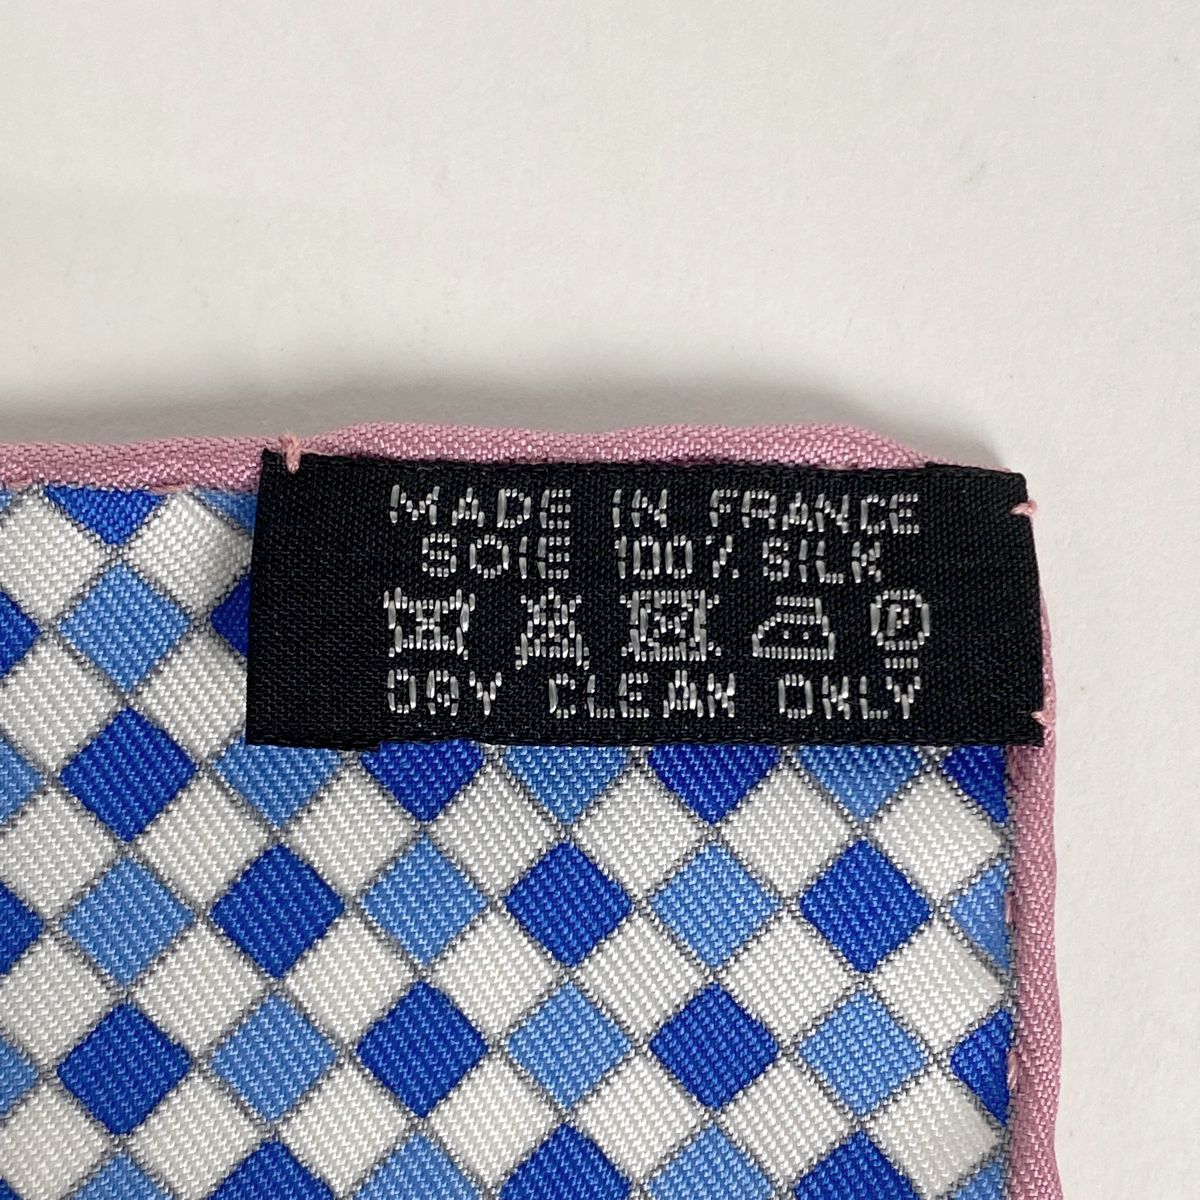 MADE IN FRANCE
SOIE 100% SILK
P
DRY CLEAN ONLY